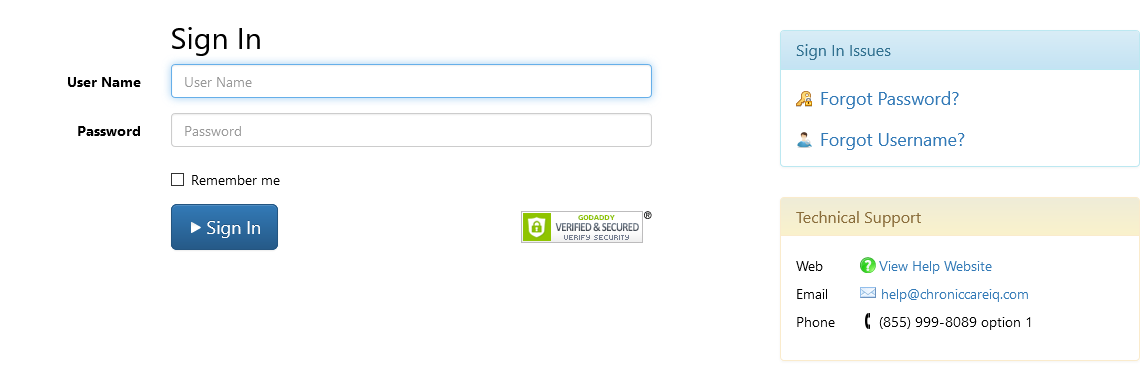 Sign In
User Name
User Name
Password
Password
Remember me
Sign In
GODADDY
VERIFIED & SECURED
VERIFY SECURITY
®
Sign In Issues
Forgot Password?
Forgot Username?
Technical Support
Web View Help Website
Email help@chroniccareiq.com
Phone (855) 999-8089 option 1